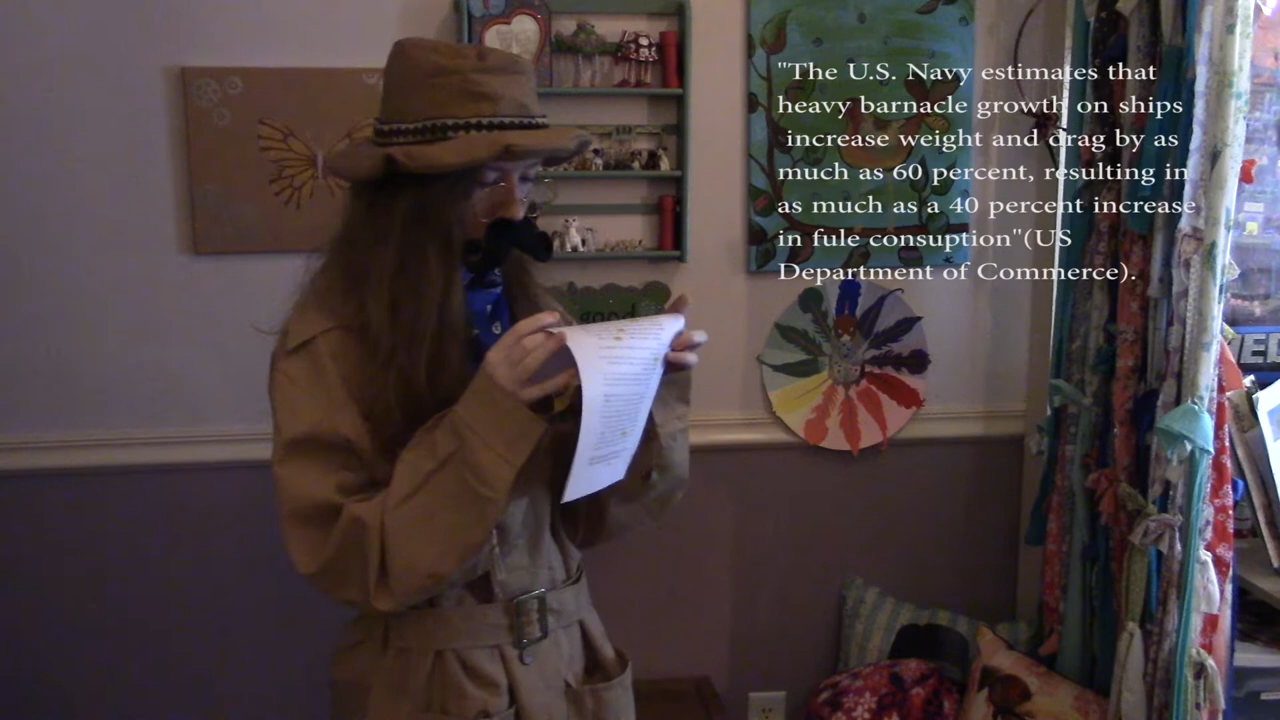 "The U.S. Navy estimates that
heavy barnacle growth on ships
increase weight and drag by as
much as 60 percent, resulting in
as much as a 40 percent increase
in fule consuption"(US
Department of Commerce).
good